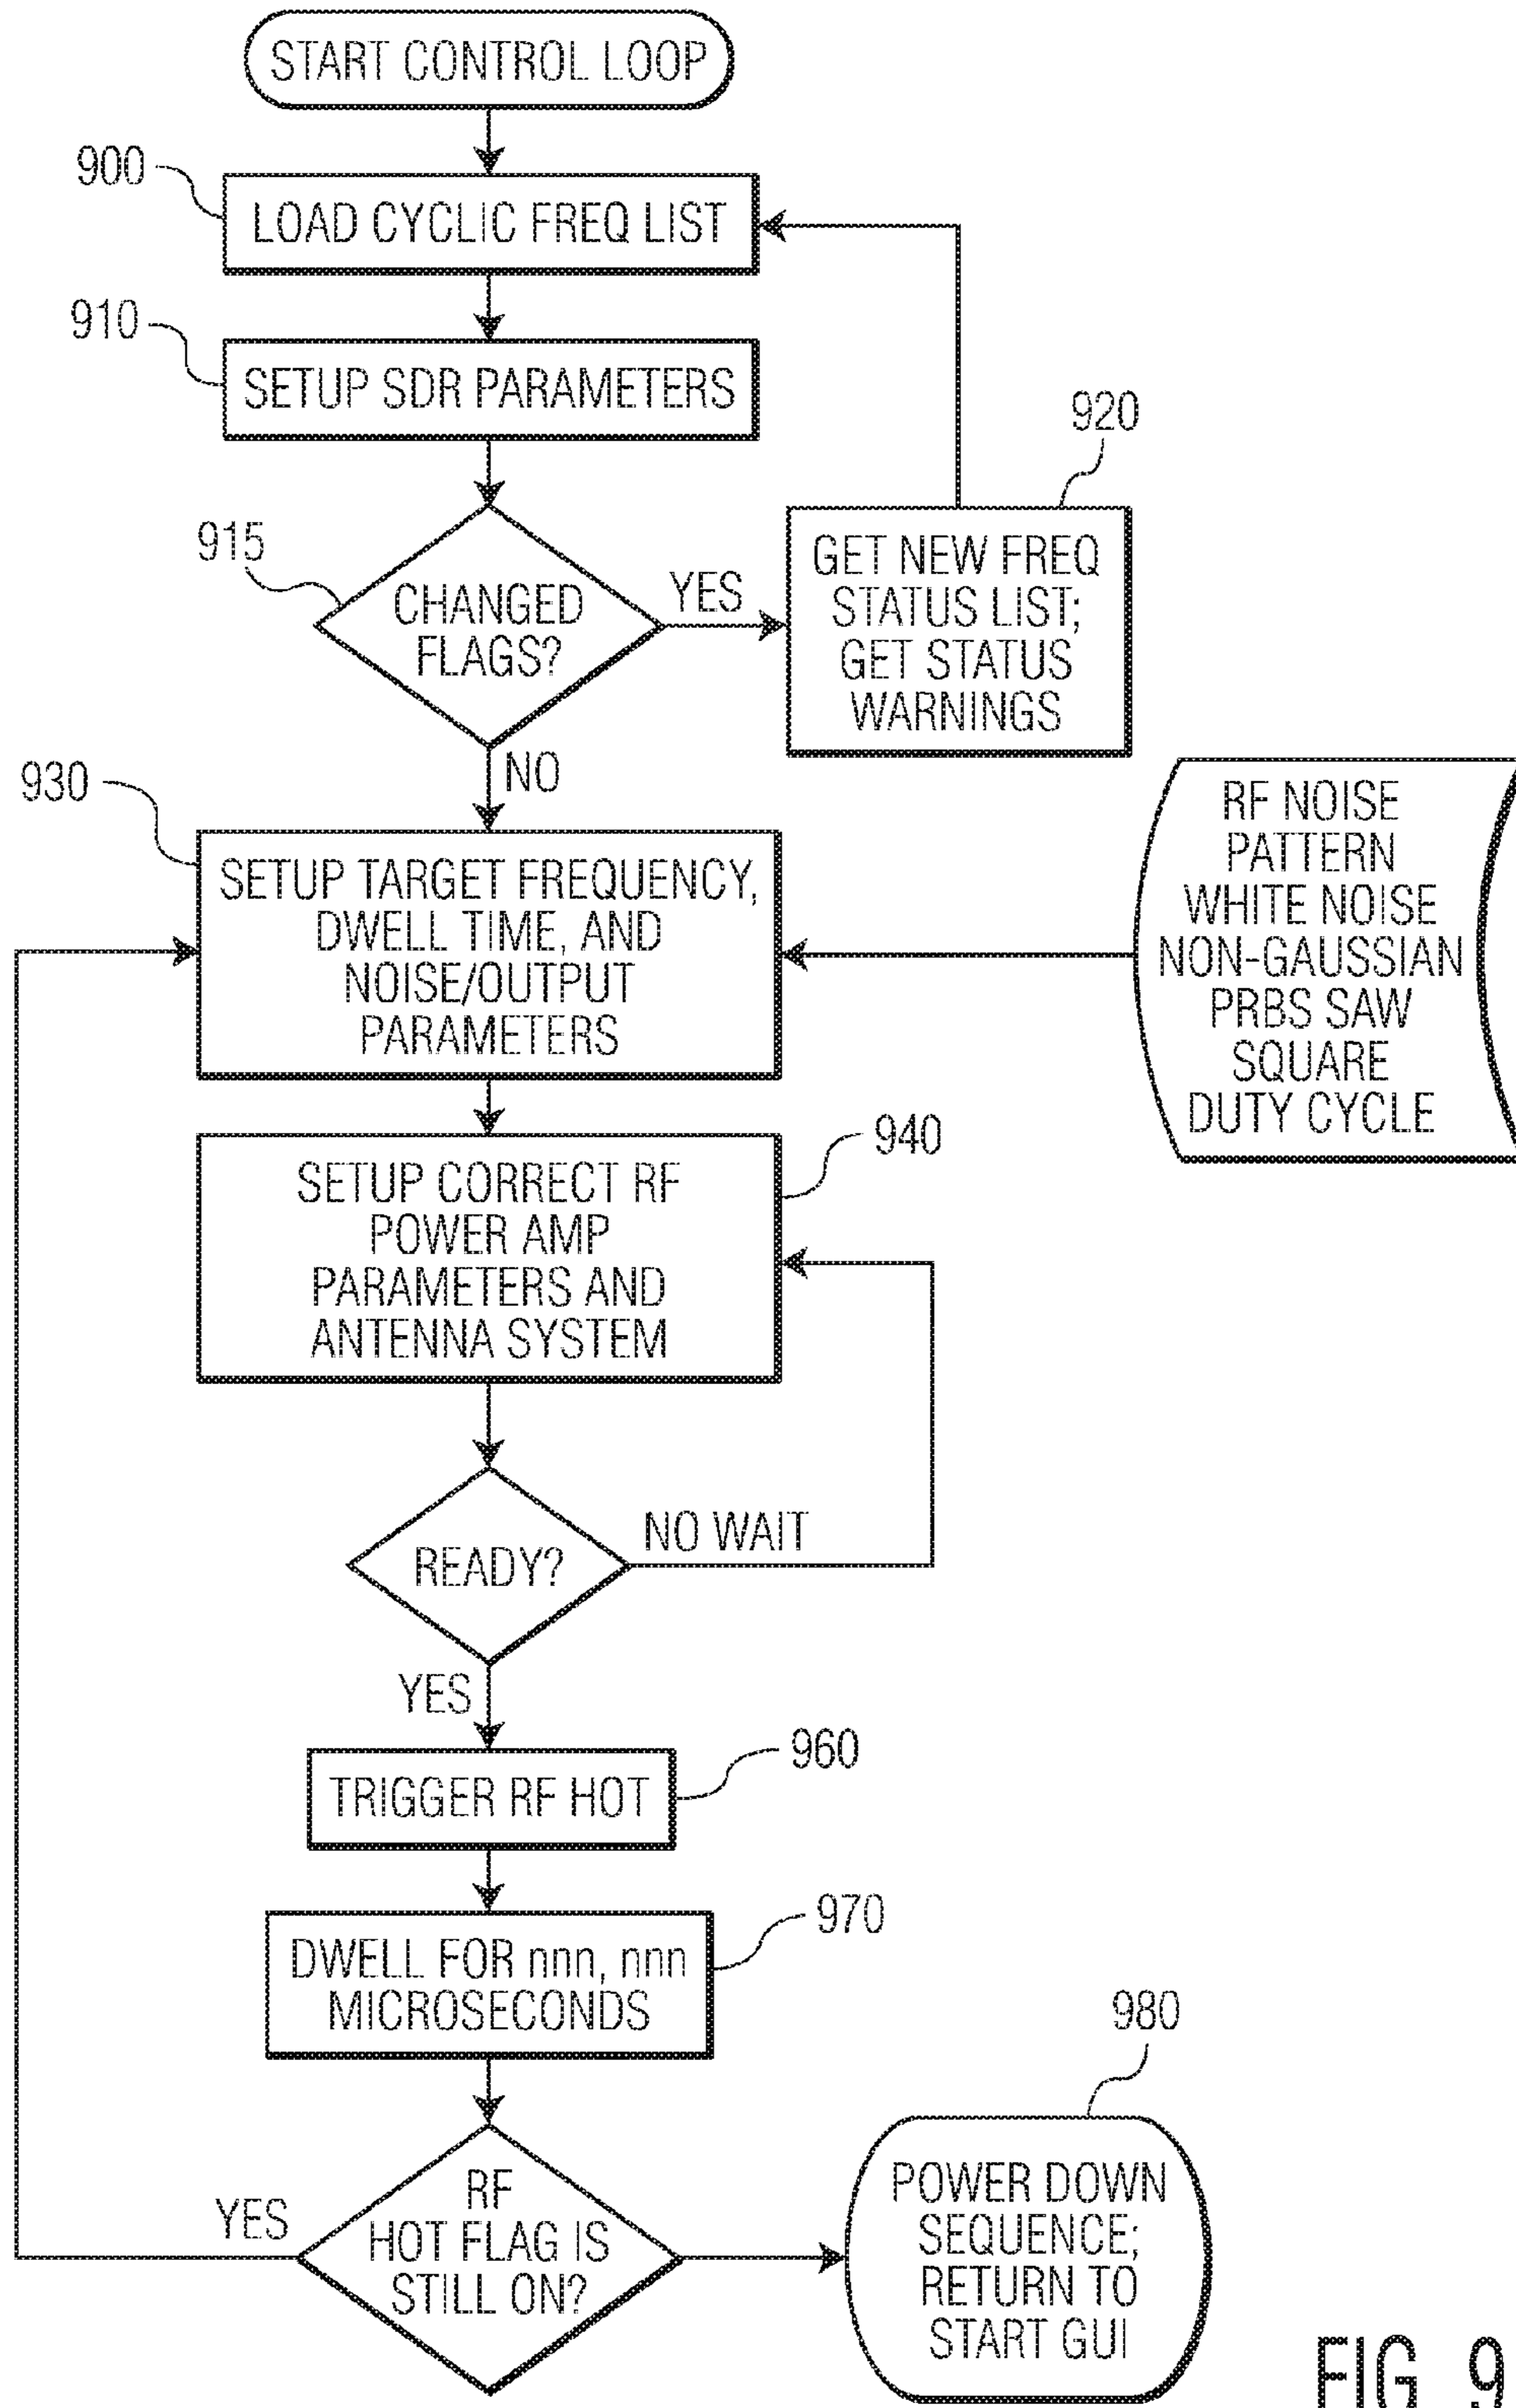 START CONTROL LOOP
900
LOAD CYCLIC FREQ LIST
910
SETUP SDR PARAMETERS
920
915
CHANGED
FLAGS?
YES
GET NEW FREQ
STATUS LIST;
GET STATUS
WARNINGS
NO
930
SETUP TARGET FREQUENCY,
DWELL TIME, AND
NOISE/OUTPUT
PARAMETERS
RF NOISE
PATTERN
WHITE NOISE
NON-GAUSSIAN
PRBS SAW
SQUARE
DUTY CYCLE
940
SETUP CORRECT RF
POWER AMP
PARAMETERS AND
ANTENNA SYSTEM
READY?
NO WAIT
YES
960
TRIGGER RF HOT
970
DWELL FOR nnn, nnn
MICROSECONDS
980
RF
HOT FLAG IS
STILL ON?
YES
POWER DOWN
SEQUENCE;
RETURN TO
START GUI
FIG. 9